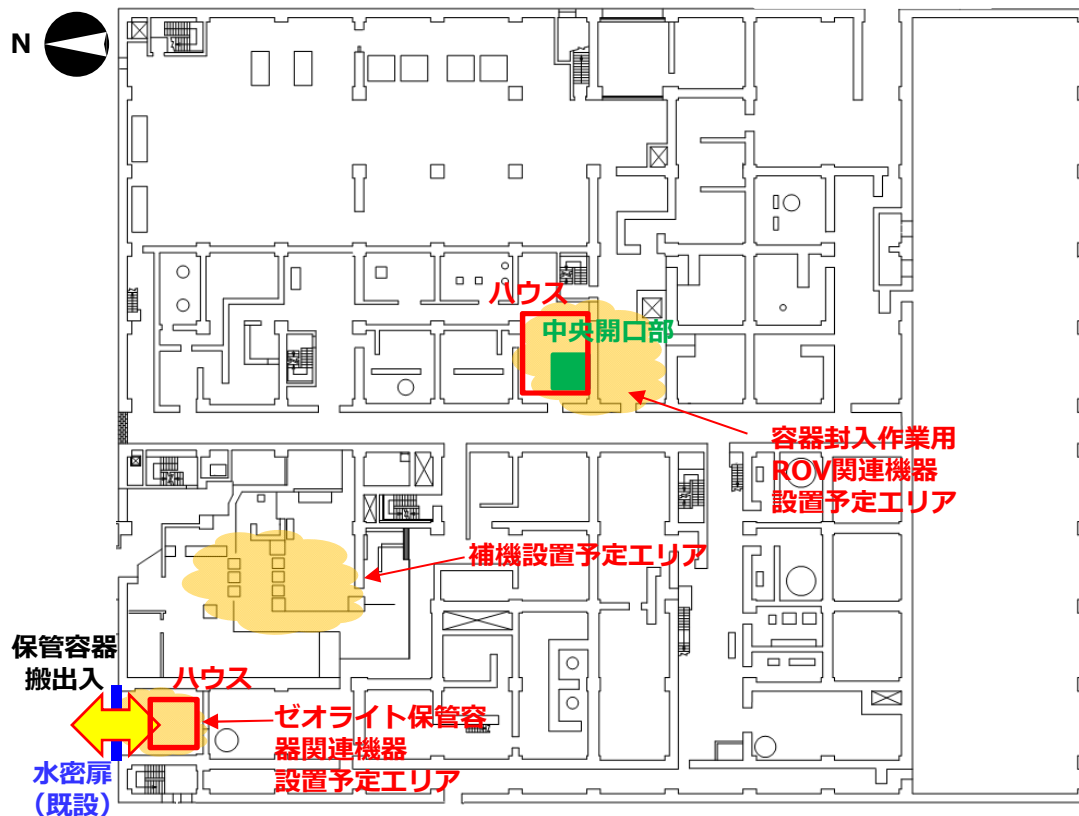 N
ハウス
中央開口部
容器封入作業用
ROV関連機器
設置予定エリア
補機設置予定エリア
保管容器
搬出入
ハウス
ゼオライト保管容
器関連機器
設置予定エリア
水密扉
（既設）